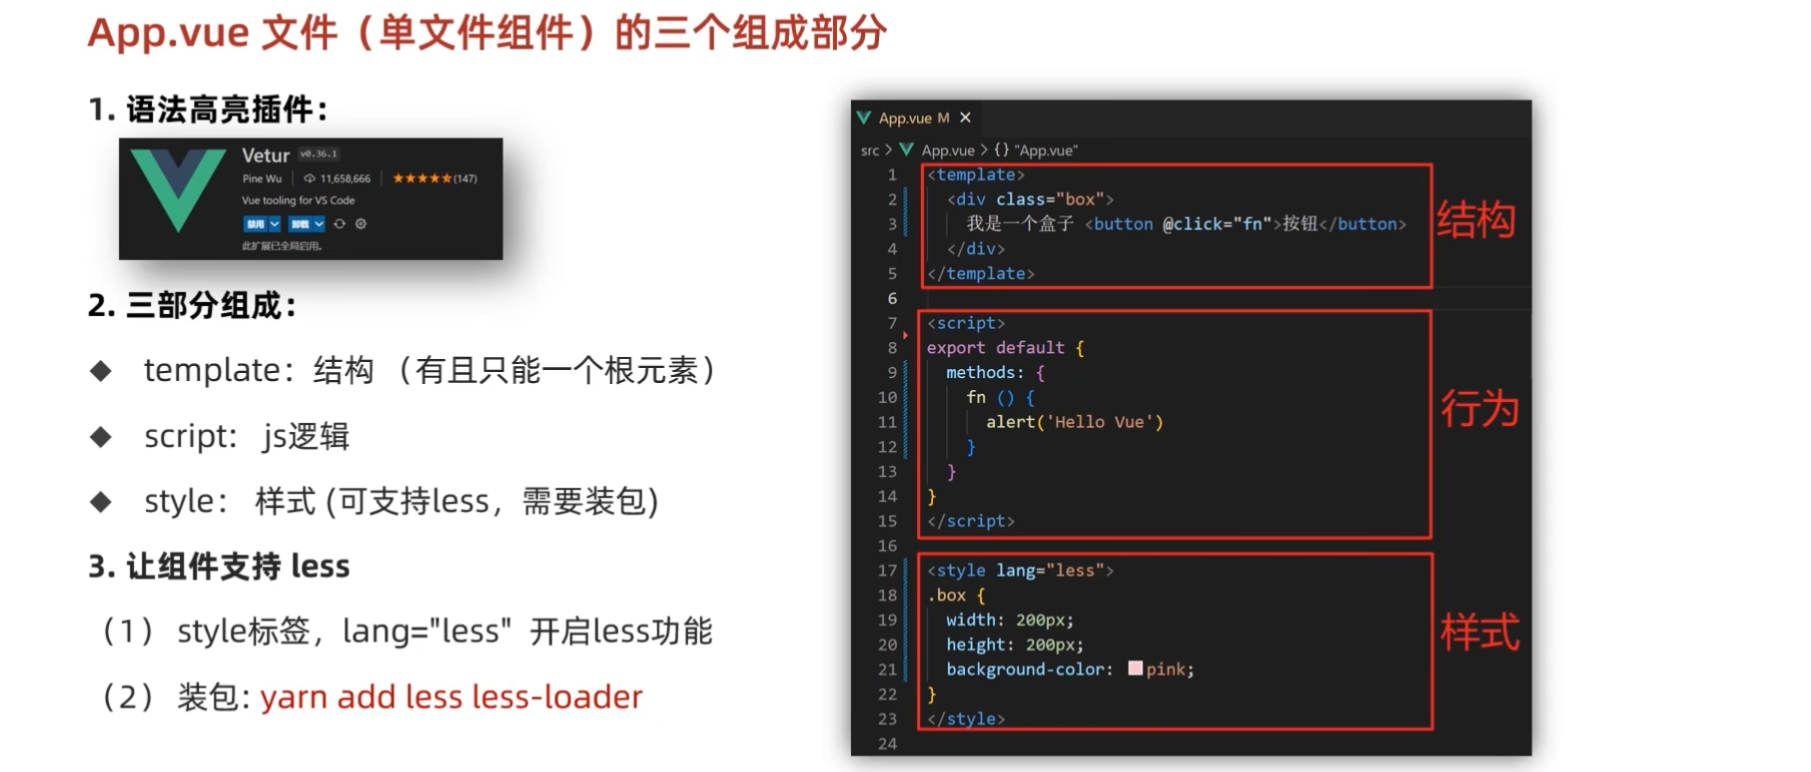 App.vue 文件（单文件组件）的三个组成部分
1. 语法高亮插件：
Vetur v0.36.1
Pine Wu 11,658,666 (147)
Vue tooling for VS Code
禁用 卸载
此扩展已全局启用。
2. 三部分组成：
◆ template：结构 （有且只能一个根元素）
◆ script： js逻辑
◆ style： 样式 (可支持less，需要装包)
3. 让组件支持 less
（1） style标签，lang="less" 开启less功能
（2） 装包: yarn add less less-loader
App.vue M ×
src > App.vue > {} "App.vue"
1 <template>
2 <div class="box">
3 我是一个盒子 <button @click="fn">按钮</button>
4 </div>
5 </template>
6
7 <script>
8 export default {
9 methods: {
10 fn () {
11 alert('Hello Vue')
12 }
13 }
14 }
15 </script>
16
17 <style lang="less">
18 .box {
19 width: 200px;
20 height: 200px;
21 background-color: pink;
22 }
23 </style>
24
结构
行为
样式